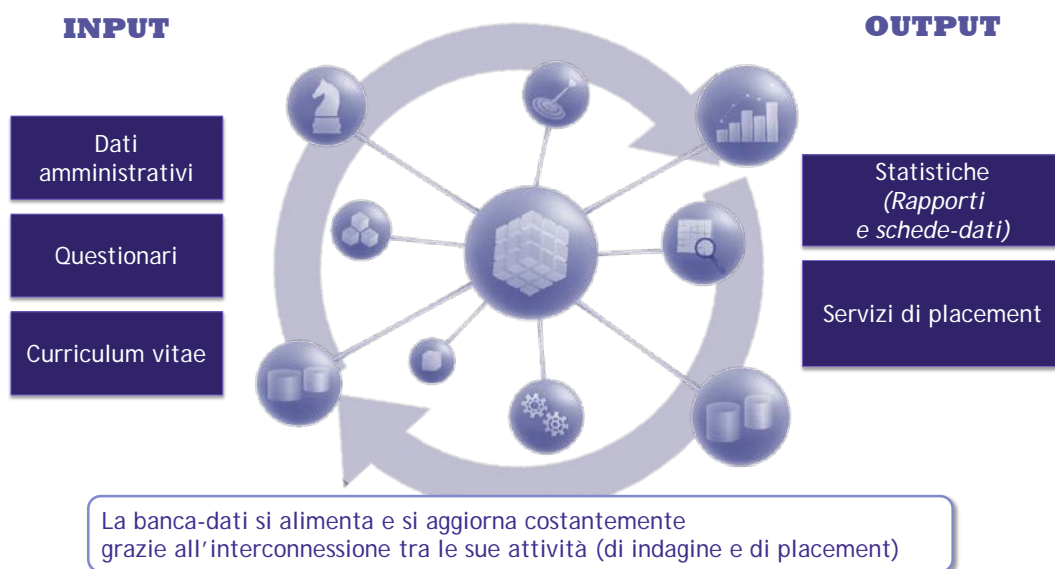 INPUT
OUTPUT
Dati
amministrativi
Questionari
Curriculum vitae
Statistiche
(Rapporti
e schede-dati)
Servizi di placement
La banca-dati si alimenta e si aggiorna costantemente
grazie all'interconnessione tra le sue attività (di indagine e di placement)